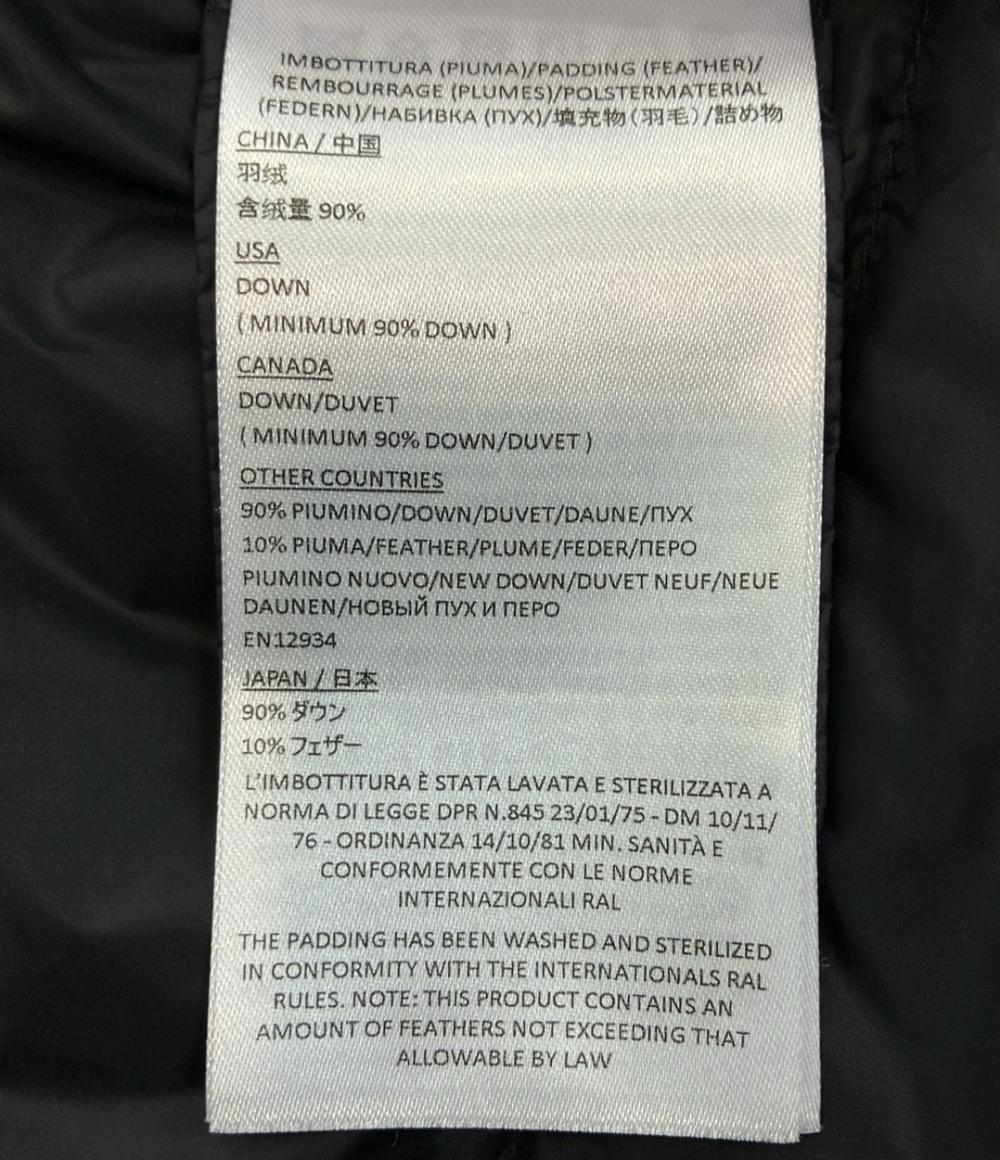 IMBOTTITURA (PIUMA)/PADDING (FEATHER)/
REMBOURRAGE (PLUMES)/POLSTERMATERIAL
(FEDERN)/НАБИВКА (ПУХ)/填充物(羽毛)/詰め物
CHINA / 中国
羽绒
含绒量 90%
USA
DOWN
( MINIMUM 90% DOWN )
CANADA
DOWN/DUVET
( MINIMUM 90% DOWN/DUVET )
OTHER COUNTRIES
90% PIUMINO/DOWN/DUVET/DAUNE/ПУХ
10% PIUMA/FEATHER/PLUME/FEDER/ПЕРО
PIUMINO NUOVO/NEW DOWN/DUVET NEUF/NEUE
DAUNEN/НОВЫЙ ПУХ И ПЕРО
EN12934
JAPAN / 日本
90% ダウン
10% フェザー
L'IMBOTTITURA È STATA LAVATA E STERILIZZATA A
NORMA DI LEGGE DPR N.845 23/01/75 - DM 10/11/
76 - ORDINANZA 14/10/81 MIN. SANITÀ E
CONFORMEMENTE CON LE NORME
INTERNAZIONALI RAL
THE PADDING HAS BEEN WASHED AND STERILIZED
IN CONFORMITY WITH THE INTERNATIONALS RAL
RULES. NOTE: THIS PRODUCT CONTAINS AN
AMOUNT OF FEATHERS NOT EXCEEDING THAT
ALLOWABLE BY LAW